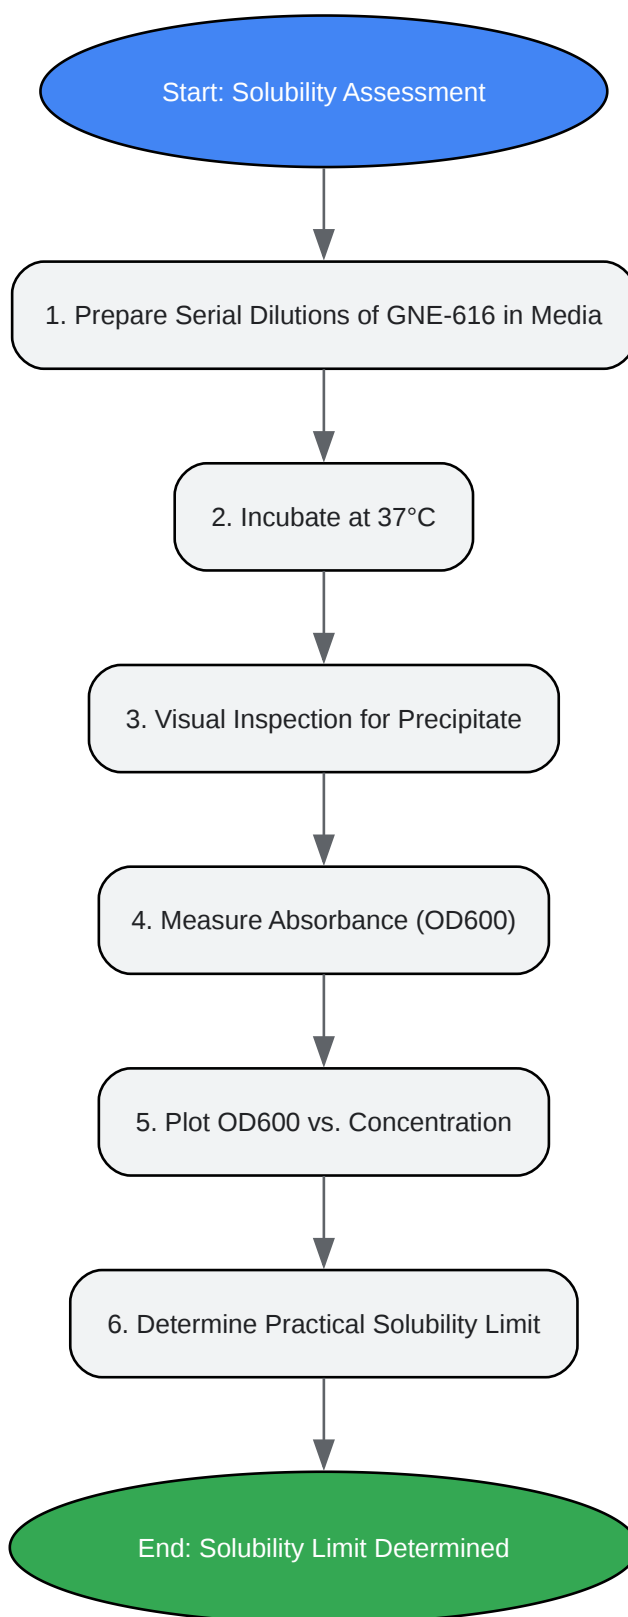 Start: Solubility Assessment
1. Prepare Serial Dilutions of GNE-616 in Media
2. Incubate at 37°C
3. Visual Inspection for Precipitate
4. Measure Absorbance (OD600)
5. Plot OD600 vs. Concentration
6. Determine Practical Solubility Limit
End: Solubility Limit Determined